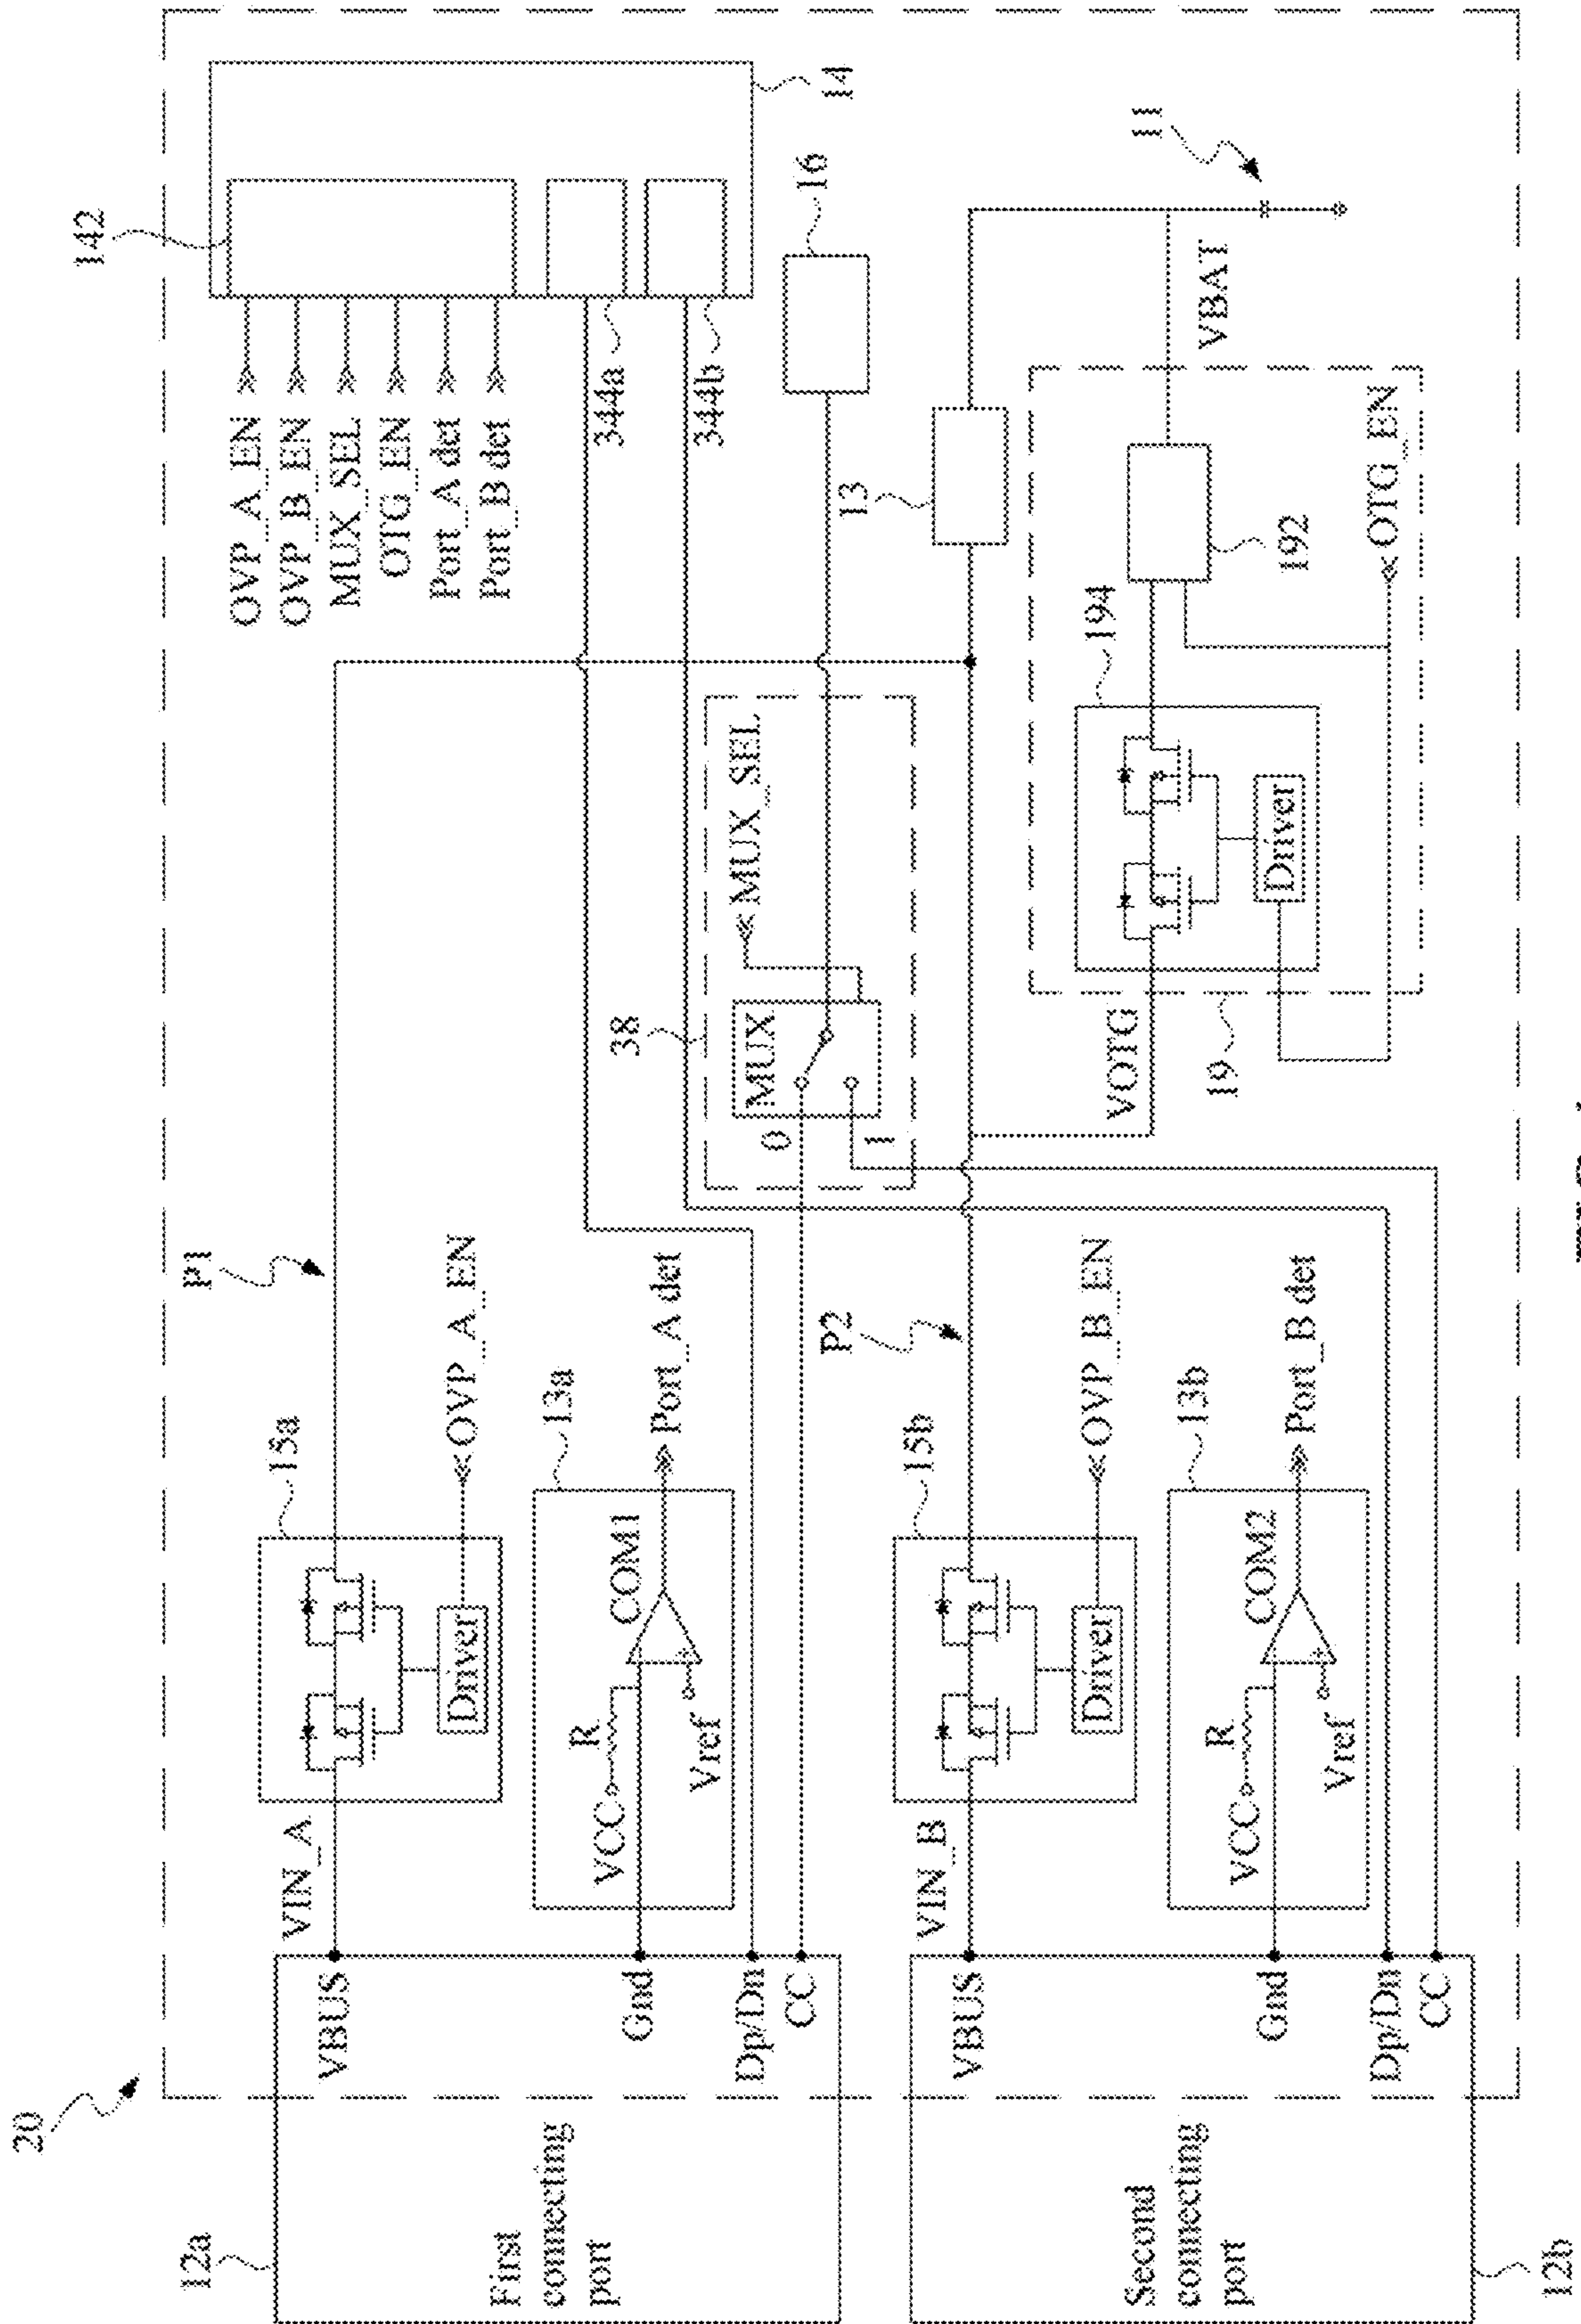 20
12a
First
connecting
port
VBUS
Gnd
Dp/Dn
CC
VIN_A
15a
Driver
OVP_A_EN
P1
13a
VCC
R
COM1
Vref
Port_A det
12b
Second
connecting
port
VBUS
Gnd
Dp/Dn
CC
VIN_B
15b
Driver
OVP_B_EN
P2
13b
VCC
R
COM2
Vref
Port_B det
38
MUX
0
1
MUX_SEL
142
OVP_A_EN
OVP_B_EN
MUX_SEL
OTG_EN
Port_A det
Port_B det
344a
344b
14
16
13
11
VBAT
VOTG
19
194
Driver
192
OTG_EN